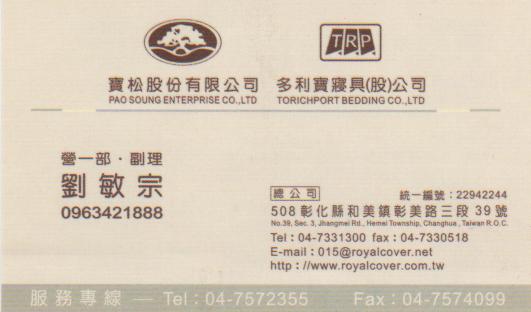 TRP
寶松股份有限公司 多利寶寢具(股)公司
PAO SOUNG ENTERPRISE CO.,LTD TORICHPORT BEDDING CO.,LTD
營一部・副理
劉敏宗
0963421888
總公司 統一編號：22942244
508 彰化縣和美鎮彰美路三段 39 號
No.39, Sec. 3, Jhangmei Rd., Hemei Township, Changhua, Taiwan R.O.C.
Tel：04-7331300 fax：04-7330518
E-mail：015@royalcover.net
http：//www.royalcover.com.tw
服務專線 — Tel：04-7572355 Fax：04-7574099